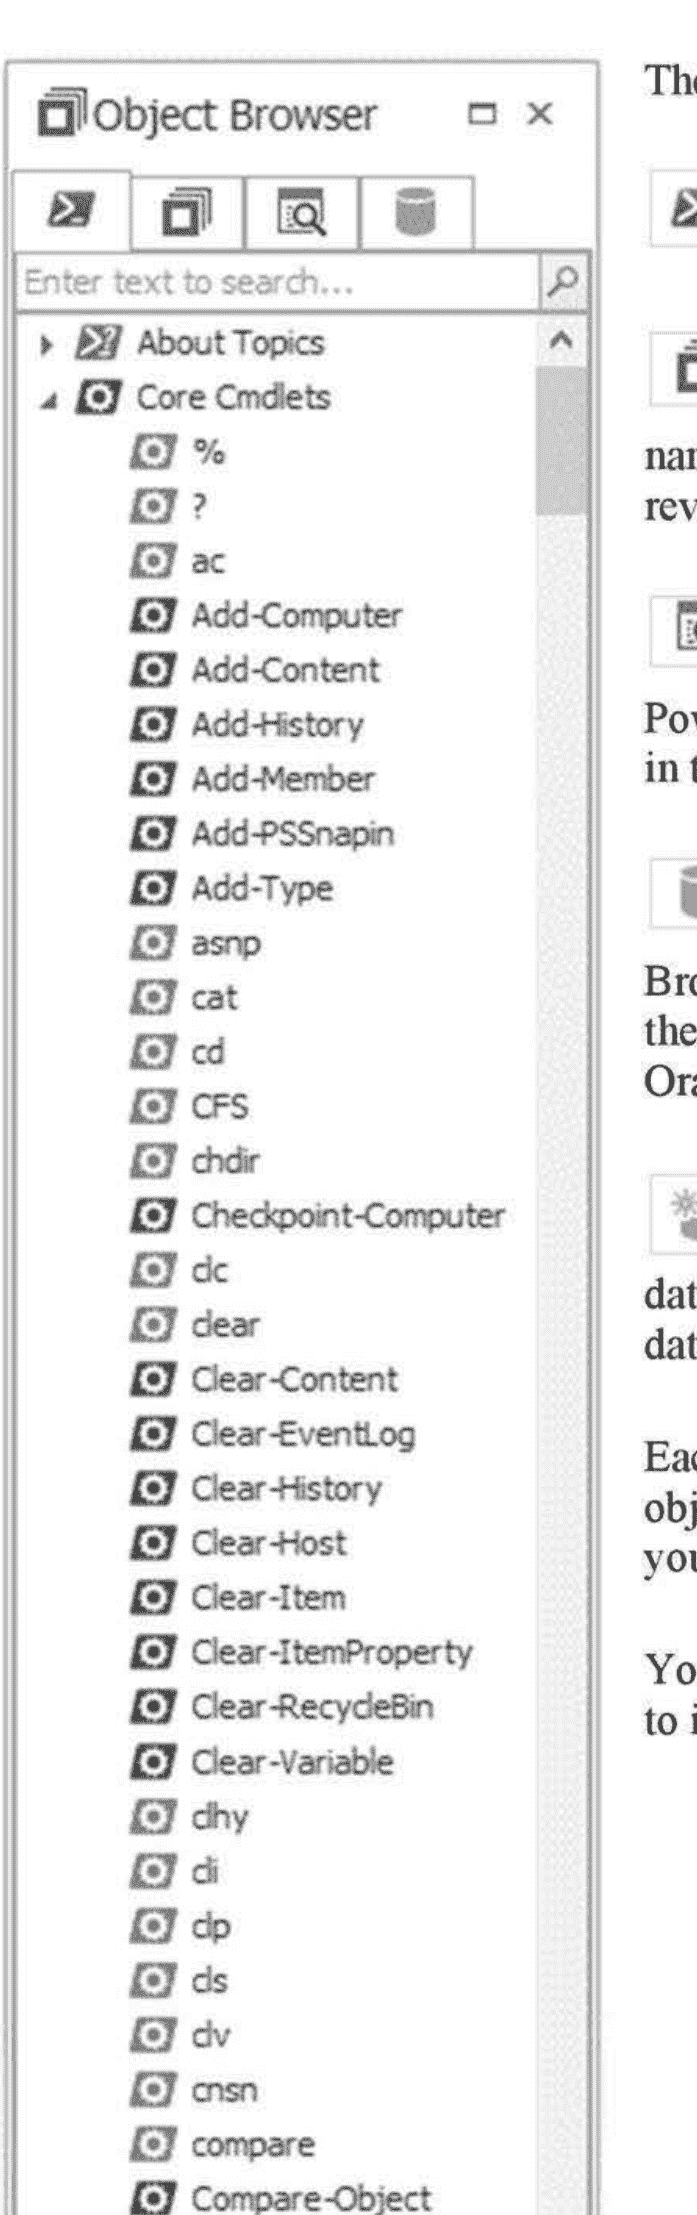 Object Browser
Enter text to search...
About Topics
Core Cmdlets
%
?
ac
Add-Computer
Add-Content
Add-History
Add-Member
Add-PSSnapin
Add-Type
asnp
cat
cd
CFS
chdir
Checkpoint-Computer
clc
clear
Clear-Content
Clear-EventLog
Clear-History
Clear-Host
Clear-Item
Clear-ItemProperty
Clear-RecycleBin
Clear-Variable
clhy
cli
clp
cls
clv
cnsn
compare
Compare-Object
The
nar
rev
Pov
in t
Bro
the
Ora
dat
dat
Eac
obj
you
Yo
to i